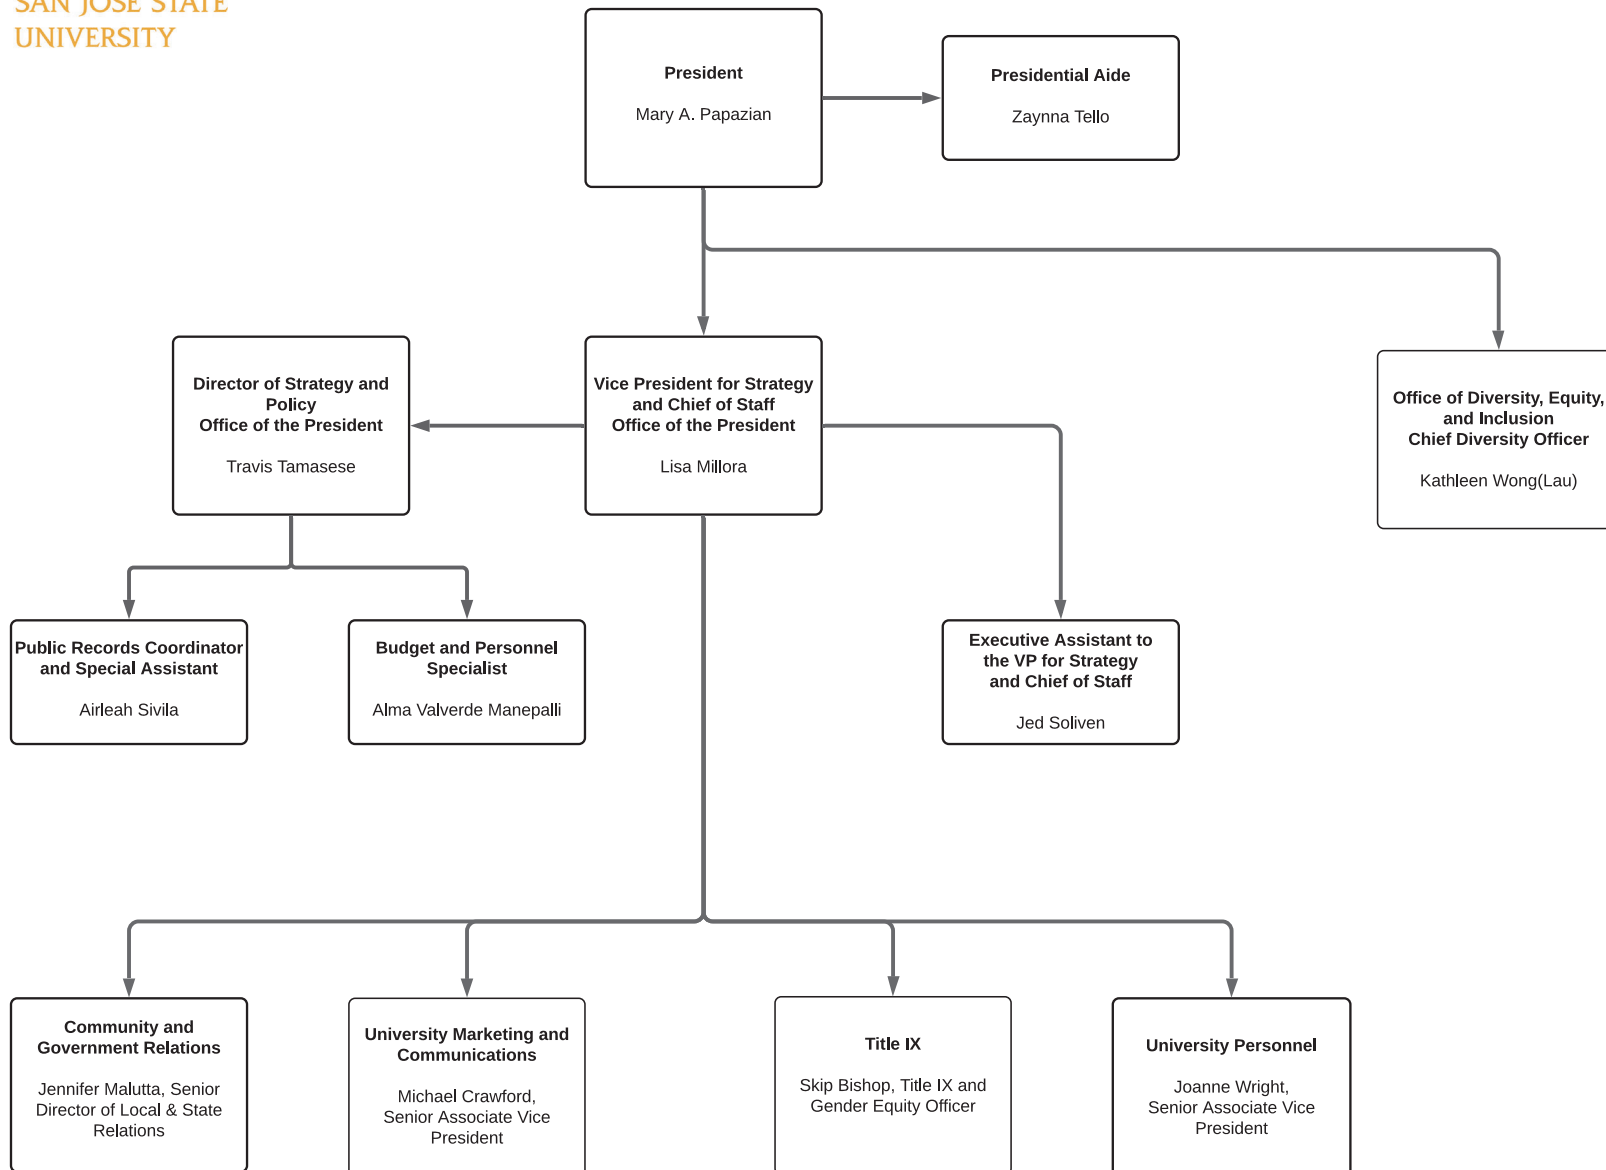 SAN JOSÉ STATE
UNIVERSITY
President
Mary A. Papazian
Presidential Aide
Zaynna Tello
Director of Strategy and
Policy
Office of the President
Travis Tamasese
Vice President for Strategy
and Chief of Staff
Office of the President
Lisa Millora
Office of Diversity, Equity,
and Inclusion
Chief Diversity Officer
Kathleen Wong(Lau)
Public Records Coordinator
and Special Assistant
Airleah Sivila
Budget and Personnel
Specialist
Alma Valverde Manepalli
Executive Assistant to
the VP for Strategy
and Chief of Staff
Jed Soliven
Community and
Government Relations
Jennifer Malutta, Senior
Director of Local & State
Relations
University Marketing and
Communications
Michael Crawford,
Senior Associate Vice
President
Title IX
Skip Bishop, Title IX and
Gender Equity Officer
University Personnel
Joanne Wright,
Senior Associate Vice
President